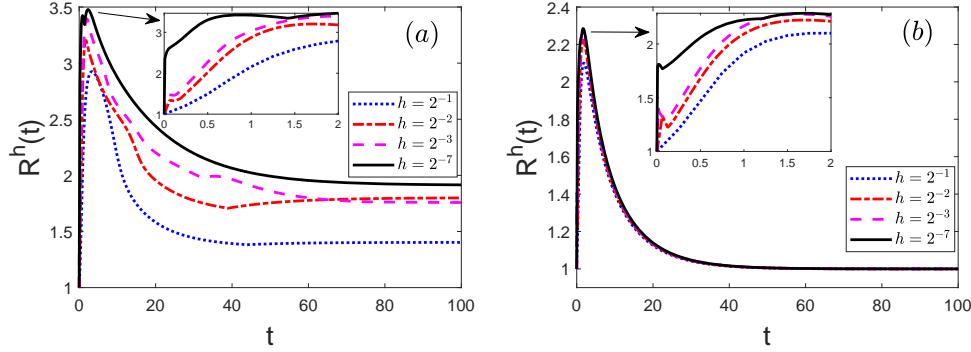 (a)
R^h(t)
3.5
3
2.5
2
1.5
1
0 20 40 60 80 100
t
4
3
2
1
0 0.5 1 1.5 2
h = 2^{-1}
h = 2^{-2}
h = 2^{-3}
h = 2^{-7}
(b)
R^h(t)
2.4
2.2
2
1.8
1.6
1.4
1.2
1
0 20 40 60 80 100
t
2
1.5
1
0 0.5 1 1.5 2
h = 2^{-1}
h = 2^{-2}
h = 2^{-3}
h = 2^{-7}